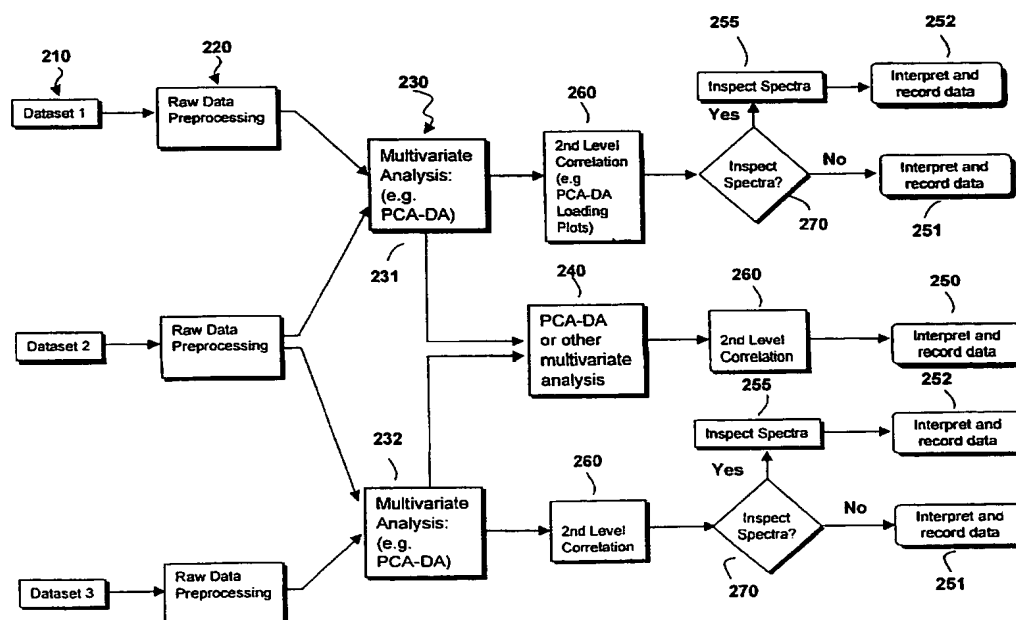 210
Dataset 1
220
Raw Data
Preprocessing
230
Multivariate
Analysis:
(e.g.
PCA-DA)
231
260
2nd Level
Correlation
(e.g
PCA-DA
Loading
Plots)
255
Inspect Spectra
Yes
Inspect
Spectra?
270
No
252
Interpret and
record data
Interpret and
record data
251
Dataset 2
Raw Data
Preprocessing
240
PCA-DA
or other
multivariate
analysis
260
2nd Level
Correlation
250
Interpret and
record data
Dataset 3
Raw Data
Preprocessing
232
Multivariate
Analysis:
(e.g.
PCA-DA)
260
2nd Level
Correlation
255
Inspect Spectra
Yes
Inspect
Spectra?
270
No
252
Interpret and
record data
Interpret and
record data
251